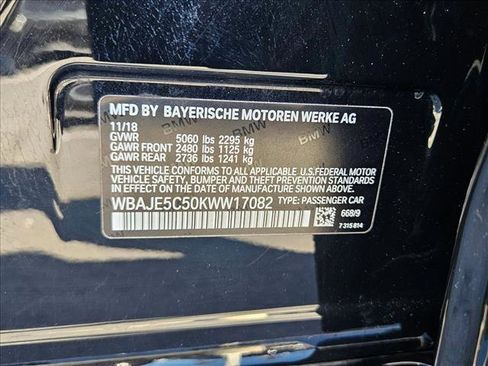 MFD BY BAYERISCHE MOTOREN WERKE AG
11/18
GVWR 5060 lbs 2295 kg
GAWR FRONT 2480 lbs 1125 kg
GAWR REAR 2736 lbs 1241 kg
THIS VEHICLE CONFORMS TO ALL APPLICABLE U.S.FEDERAL MOTOR
VEHICLE SAFETY, BUMPER AND THEFT PREVENTION STANDARDS
IN EFFECT ON THE DATE OF MANUFACTURE SHOWN ABOVE.
WBAJE5C50KWW17082 TYPE: PASSENGER CAR
668/9
7315814